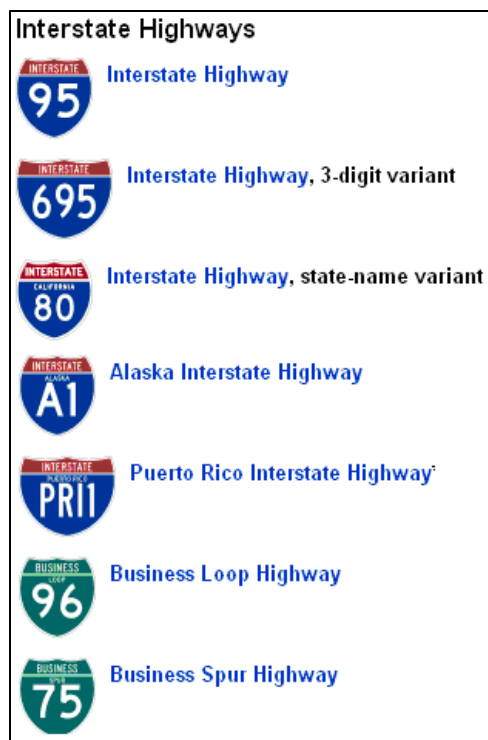 Interstate Highways
INTERSTATE
95
Interstate Highway
INTERSTATE
695
Interstate Highway, 3-digit variant
INTERSTATE
CALIFORNIA
80
Interstate Highway, state-name variant
INTERSTATE
ALASKA
A1
Alaska Interstate Highway
INTERSTATE
PUERTO RICO
PRI1
Puerto Rico Interstate Highway
BUSINESS
LOOP
96
Business Loop Highway
BUSINESS
SPUR
75
Business Spur Highway